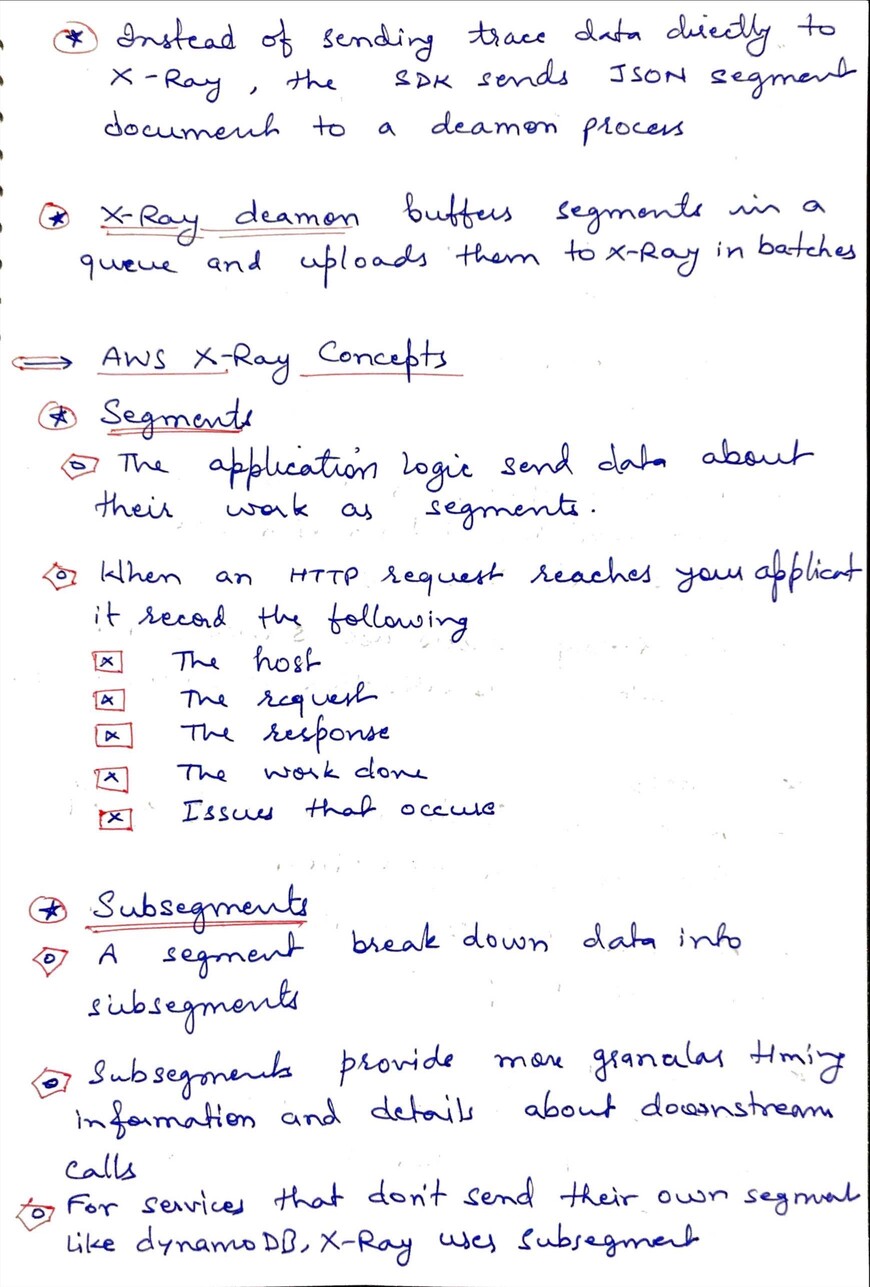 Instead of sending trace data directly to
X-Ray, the SDK sends JSON segment
document to a deamon process
X-Ray deamon buffers segments in a
queue and uploads them to X-Ray in batches
⟹ AWS X-Ray Concepts
Segments
The application logic send data about
their work as segments.
When an HTTP request reaches your applicat
it record the following
The host
The request
The response
The work done
Issues that occurs
Subsegments
A segment break down data into
subsegments
Subsegments provide more granalas timing
information and details about downstream
calls
For services that don't send their own segment
like dynamoDB, X-Ray uses subsegment